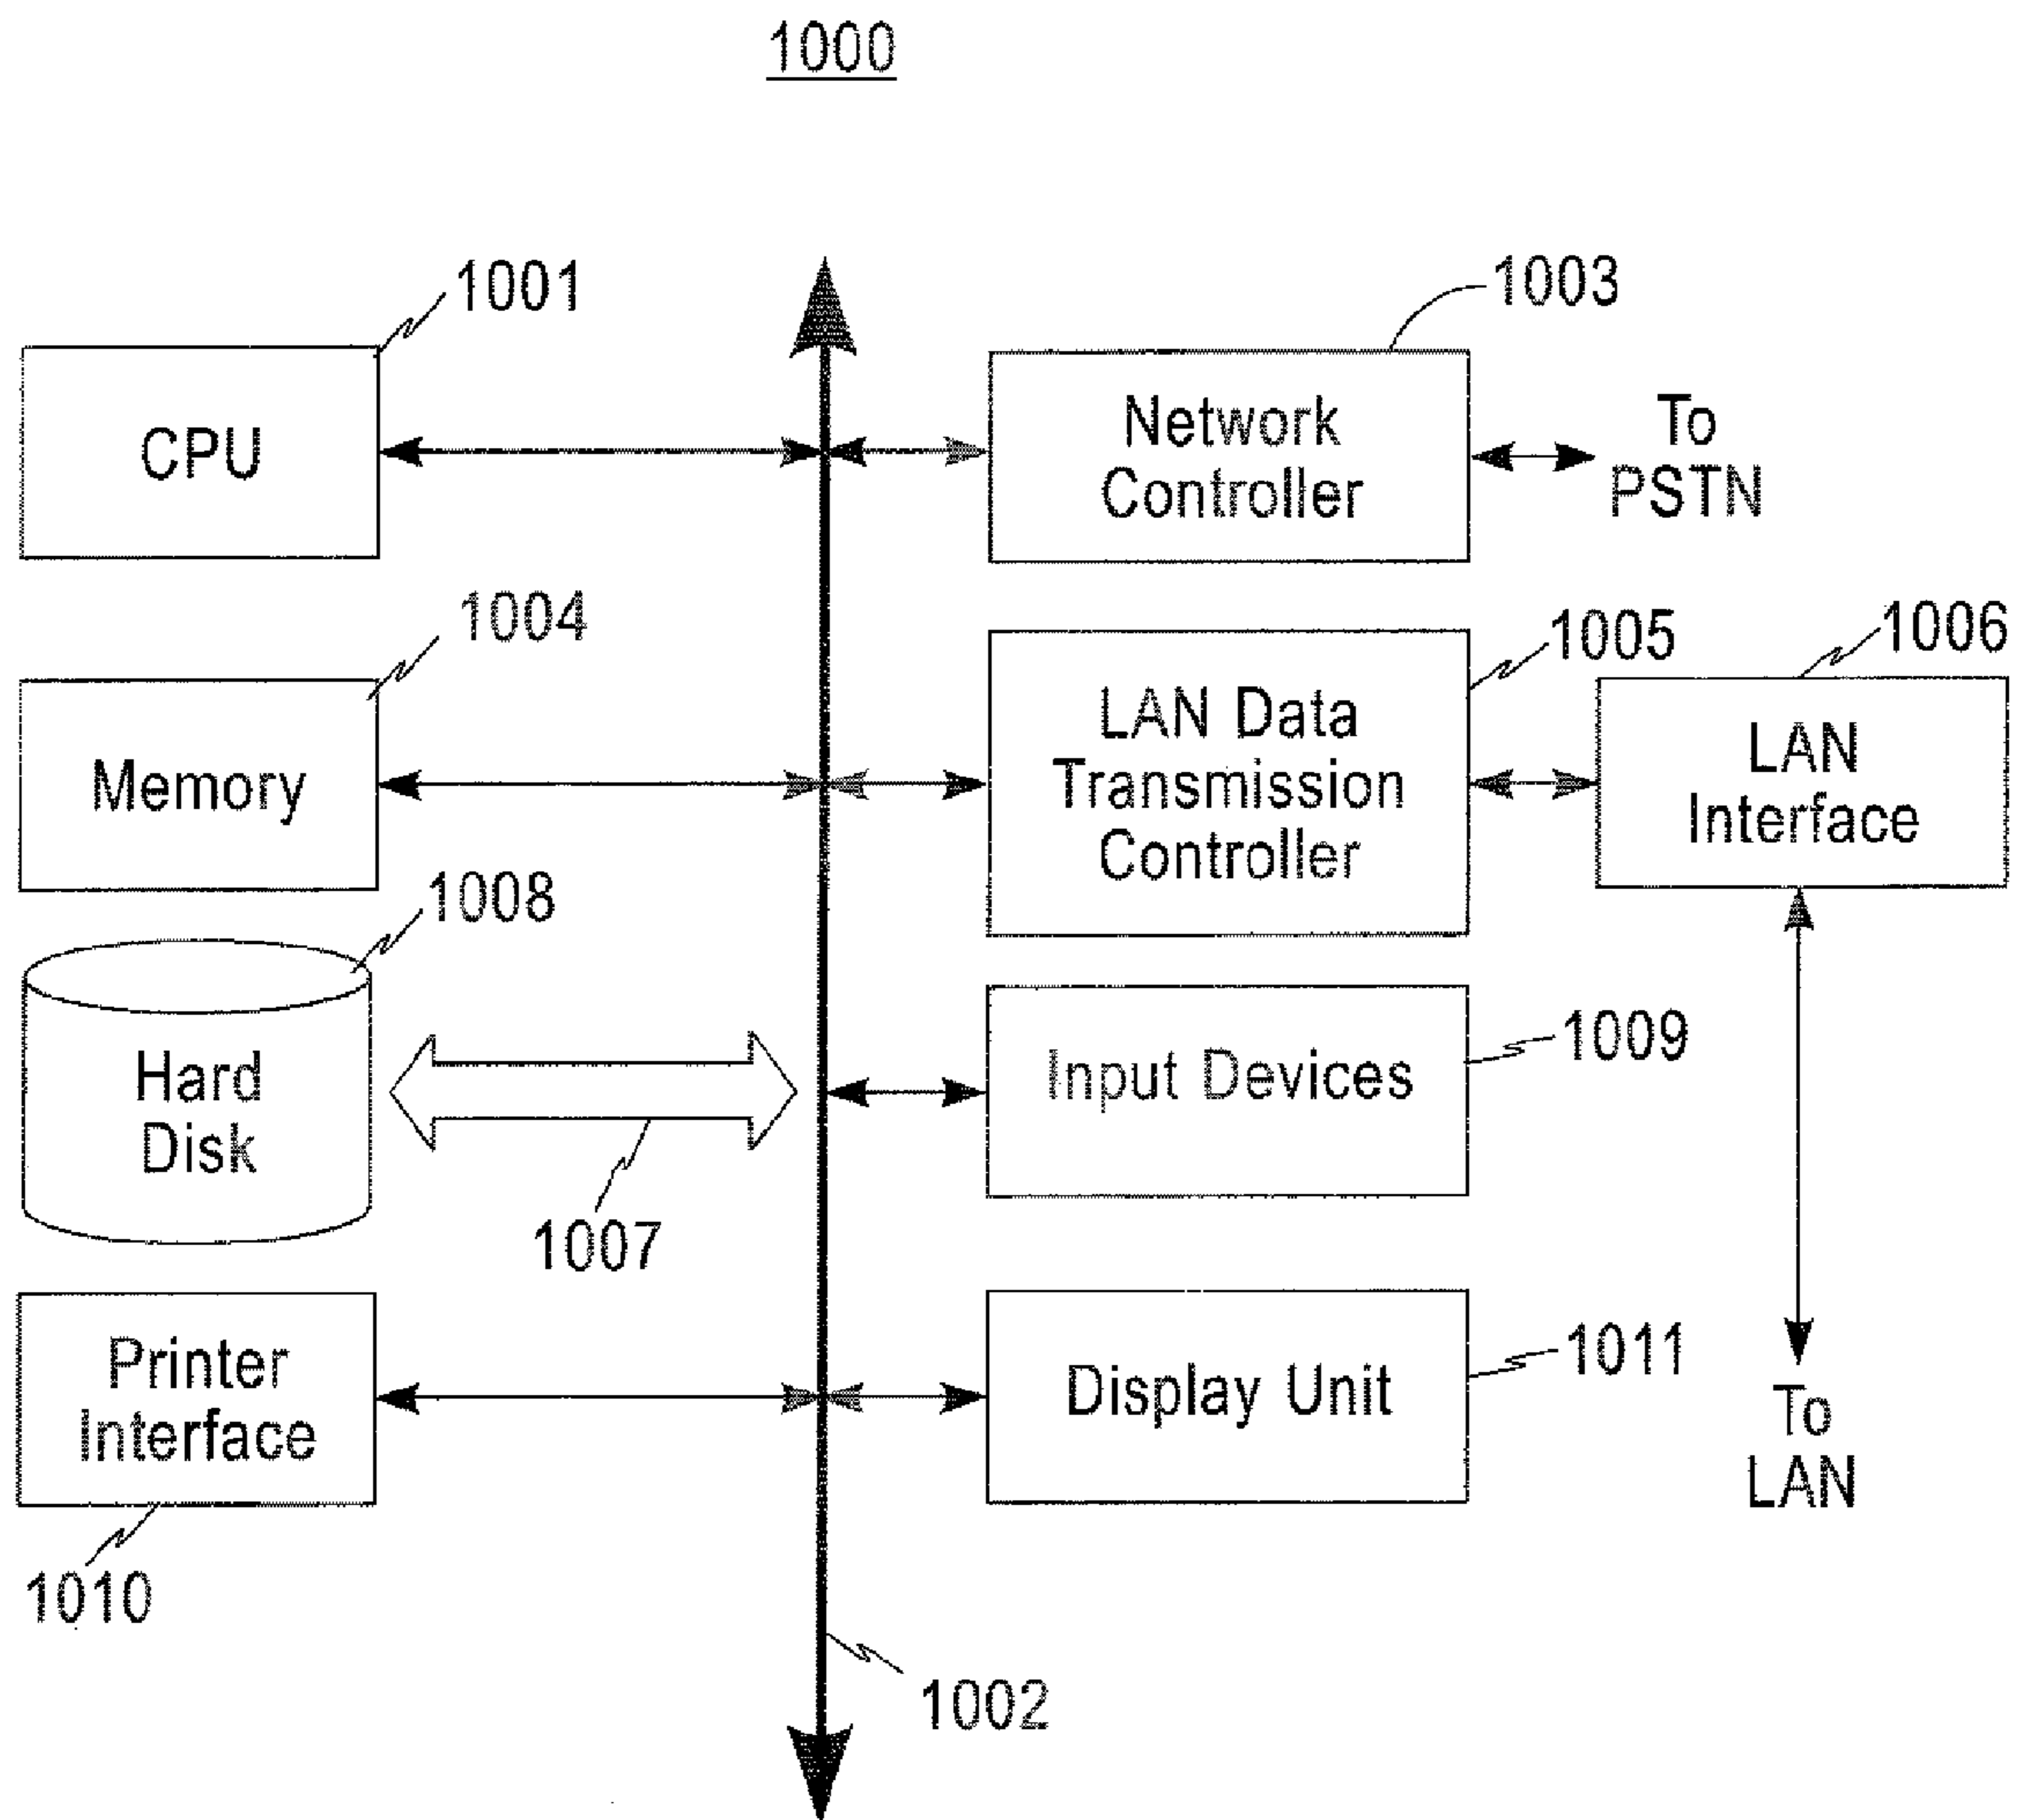 1000
1001
CPU
1003
Network
Controller
To
PSTN
1004
Memory
1005
LAN Data
Transmission
Controller
1006
LAN
Interface
1008
Hard
Disk
1007
1009
Input Devices
Printer
Interface
1010
1011
Display Unit
To
LAN
1002